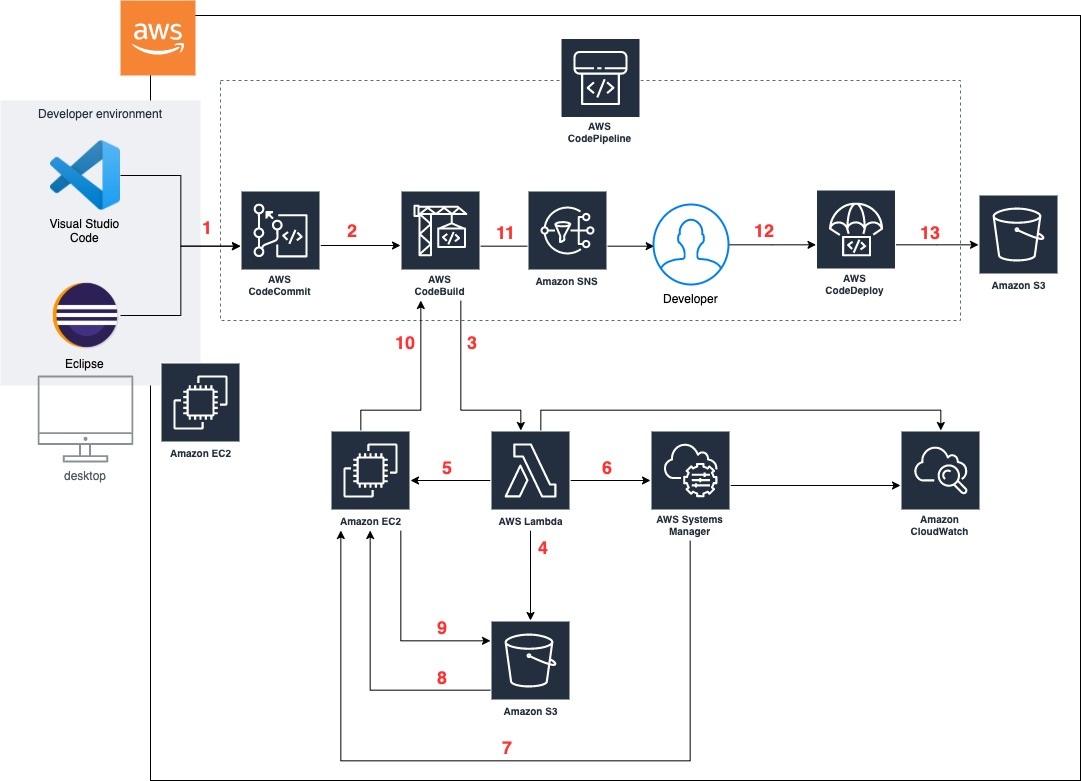 aws
Developer environment
AWS
CodePipeline
Visual Studio
Code
1
2
11
12
13
AWS
CodeCommit
AWS
CodeBuild
Amazon SNS
Developer
AWS
CodeDeploy
Amazon S3
Eclipse
10
3
desktop
Amazon EC2
5
6
Amazon EC2
AWS Lambda
AWS Systems
Manager
Amazon
CloudWatch
4
9
8
Amazon S3
7